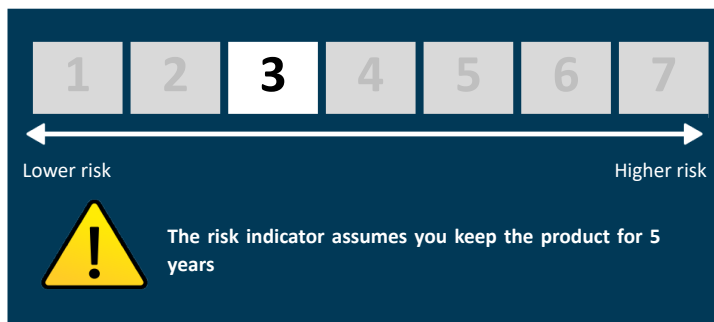 1 2 3 4 5 6 7
Lower risk Higher risk
!
The risk indicator assumes you keep the product for 5
years